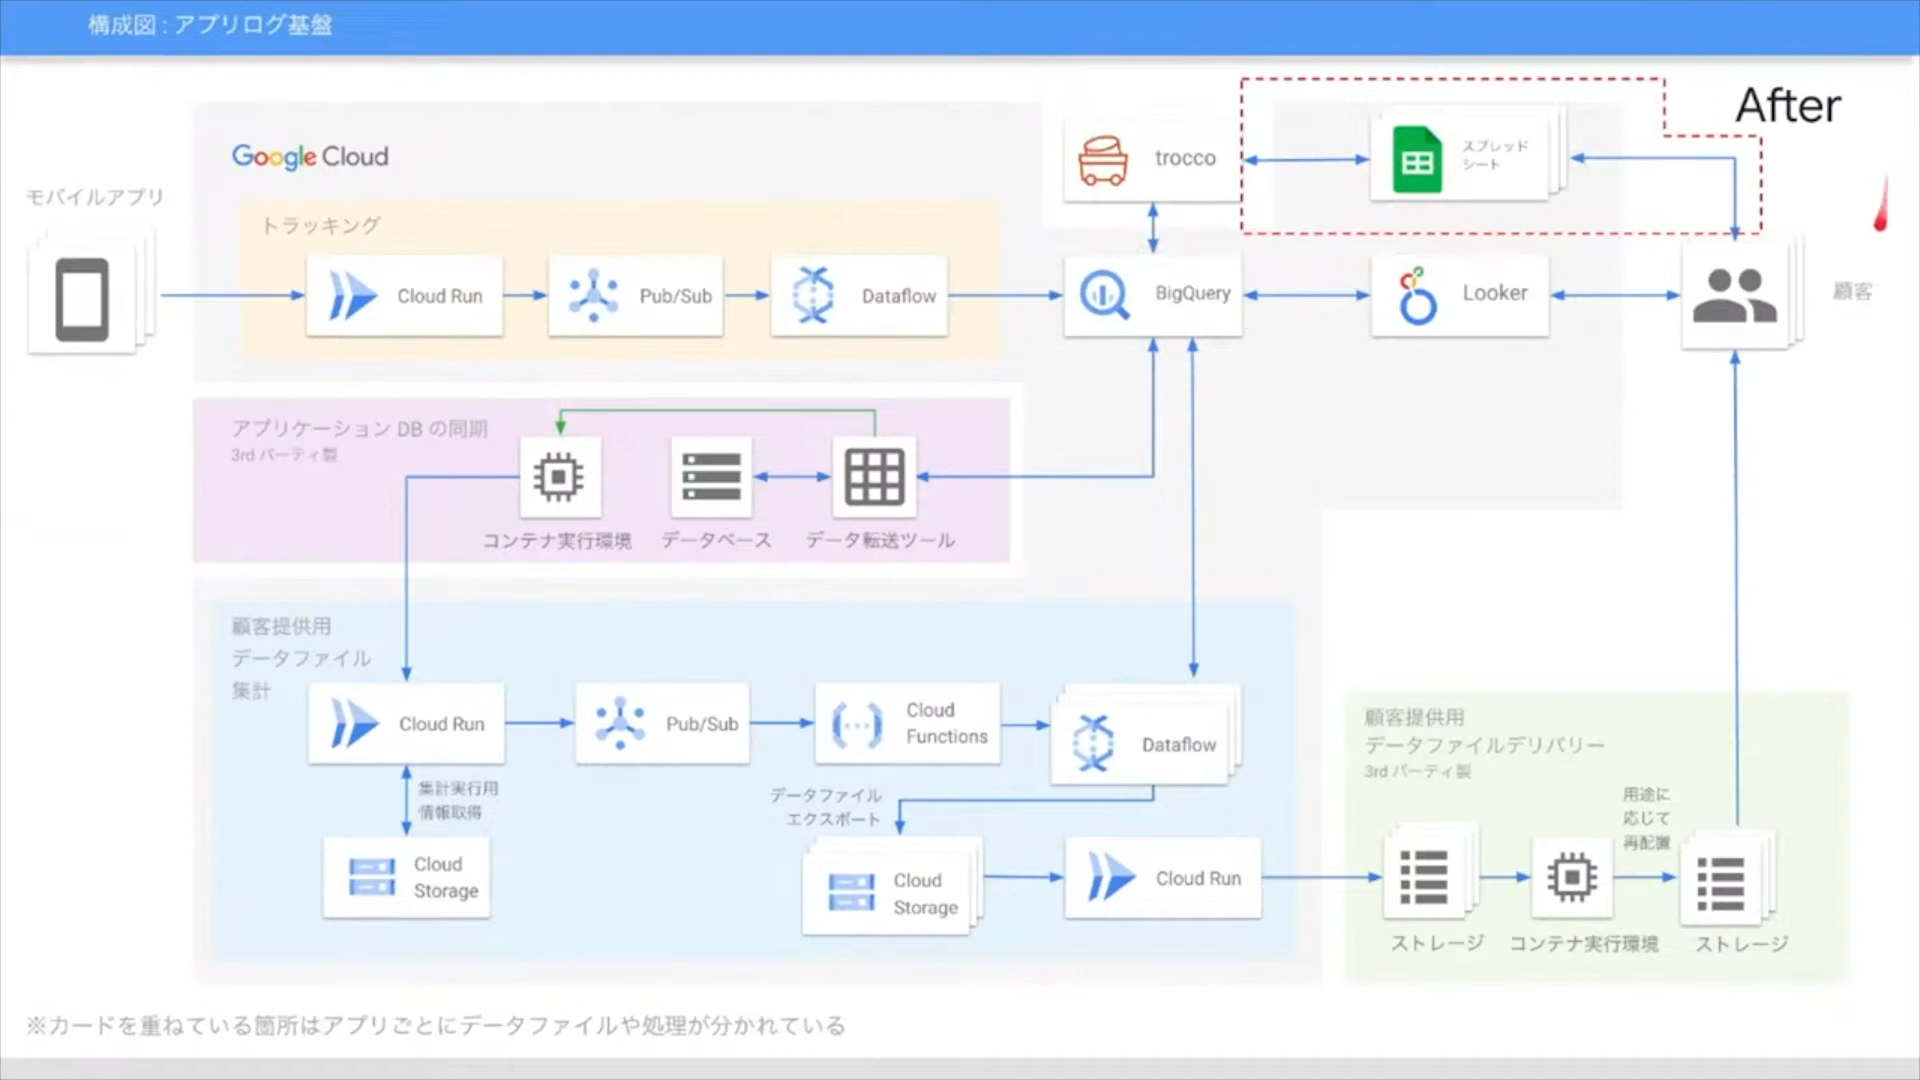 構成図 : アプリログ基盤
After
Google Cloud
trocco
スプレッド
シート
モバイルアプリ
トラッキング
Cloud Run
Pub/Sub
Dataflow
BigQuery
Looker
顧客
アプリケーション DB の同期
3rd パーティ製
コンテナ実行環境
データベース
データ転送ツール
顧客提供用
データファイル
集計
Cloud Run
Pub/Sub
Cloud
Functions
Dataflow
集計実行用
情報取得
データファイル
エクスポート
Cloud
Storage
Cloud
Storage
Cloud Run
顧客提供用
データファイルデリバリー
3rd パーティ製
用途に
応じて
再配置
ストレージ
コンテナ実行環境
ストレージ
※カードを重ねている箇所はアプリごとにデータファイルや処理が分かれている